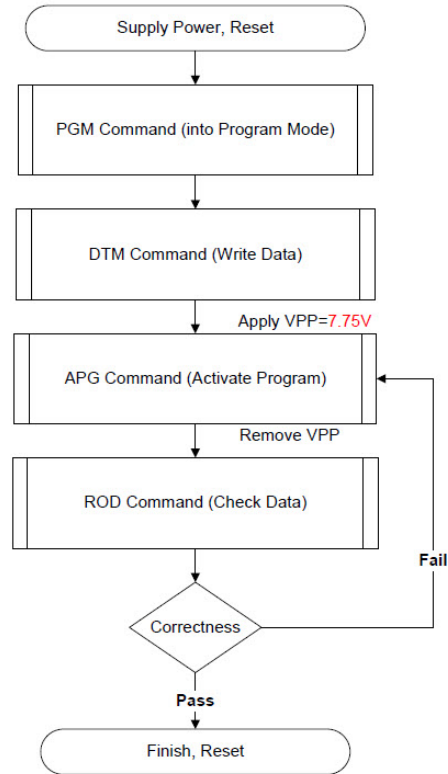 Supply Power, Reset
PGM Command (into Program Mode)
DTM Command (Write Data)
Apply VPP=7.75V
APG Command (Activate Program)
Remove VPP
ROD Command (Check Data)
Fail
Correctness
Pass
Finish, Reset